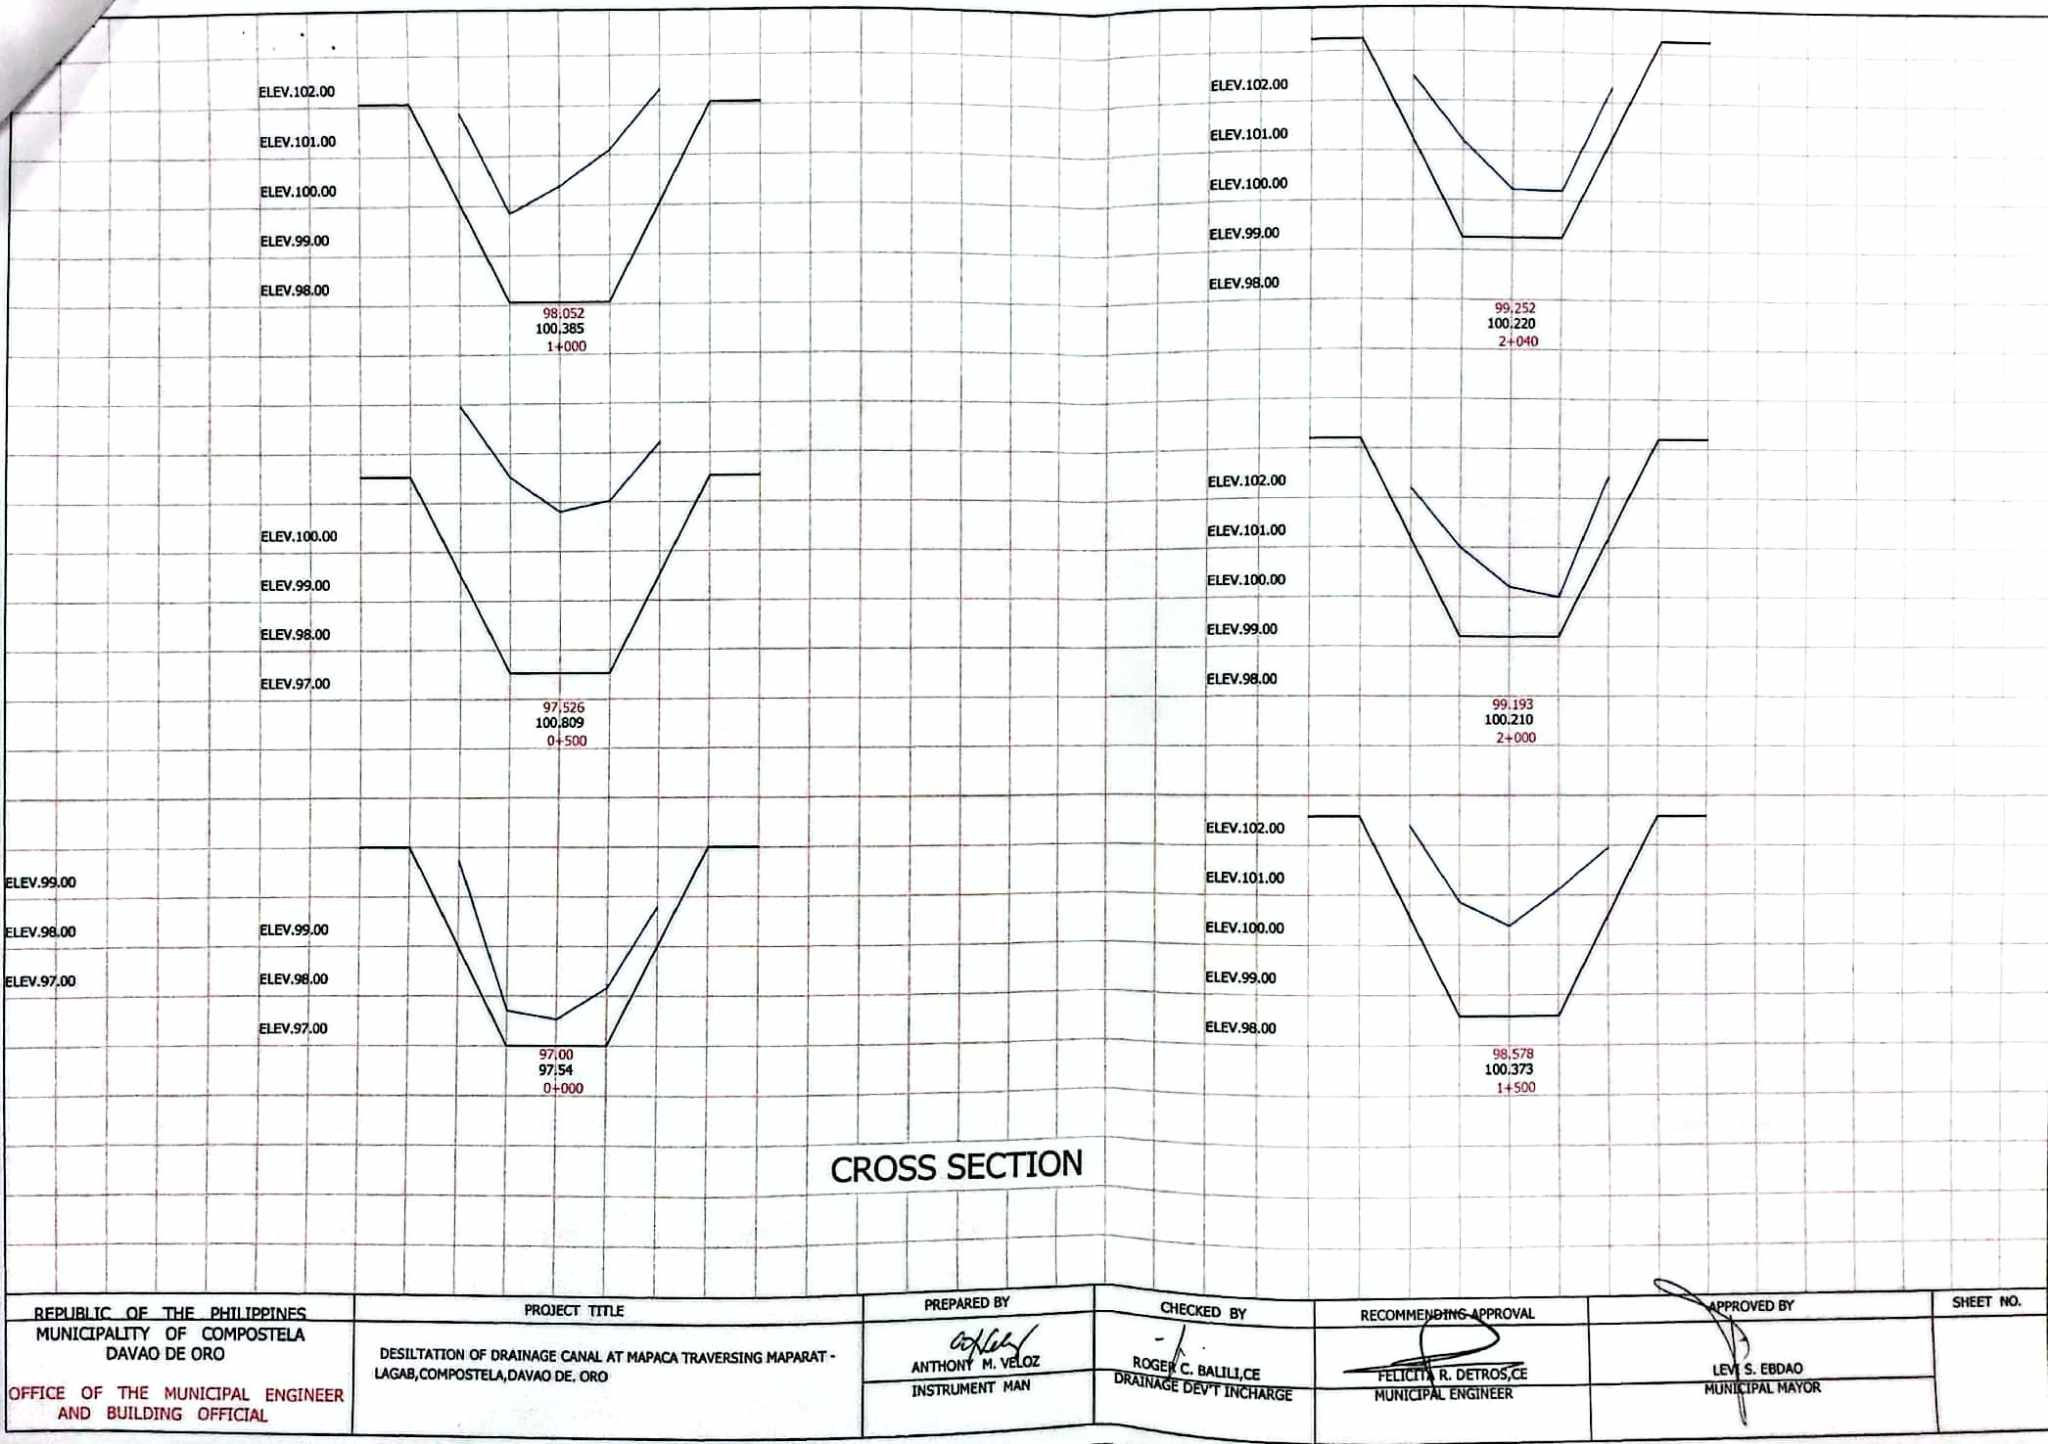 ELEV.102.00
ELEV.101.00
ELEV.100.00
ELEV.99.00
ELEV.98.00
98.052
100.385
1+000
ELEV.100.00
ELEV.99.00
ELEV.98.00
ELEV.97.00
97.526
100.809
0+500
ELEV.99.00
ELEV.98.00
ELEV.97.00
ELEV.99.00
ELEV.98.00
ELEV.97.00
97.00
97.54
0+000
ELEV.102.00
ELEV.101.00
ELEV.100.00
ELEV.99.00
ELEV.98.00
99.252
100.220
2+040
ELEV.102.00
ELEV.101.00
ELEV.100.00
ELEV.99.00
ELEV.98.00
99.193
100.210
2+000
ELEV.102.00
ELEV.101.00
ELEV.100.00
ELEV.99.00
ELEV.98.00
98.578
100.373
1+500
CROSS SECTION
REPUBLIC OF THE PHILIPPINES
MUNICIPALITY OF COMPOSTELA
DAVAO DE ORO
OFFICE OF THE MUNICIPAL ENGINEER
AND BUILDING OFFICIAL
PROJECT TITLE
DESILTATION OF DRAINAGE CANAL AT MAPACA TRAVERSING MAPARAT -
LAGAB,COMPOSTELA,DAVAO DE. ORO
PREPARED BY
ANTHONY M. VELOZ
INSTRUMENT MAN
CHECKED BY
ROGER C. BALILI,CE
DRAINAGE DEV'T INCHARGE
RECOMMENDING APPROVAL
FELICITA R. DETROS,CE
MUNICIPAL ENGINEER
APPROVED BY
LEVI S. EBDAO
MUNICIPAL MAYOR
SHEET NO.